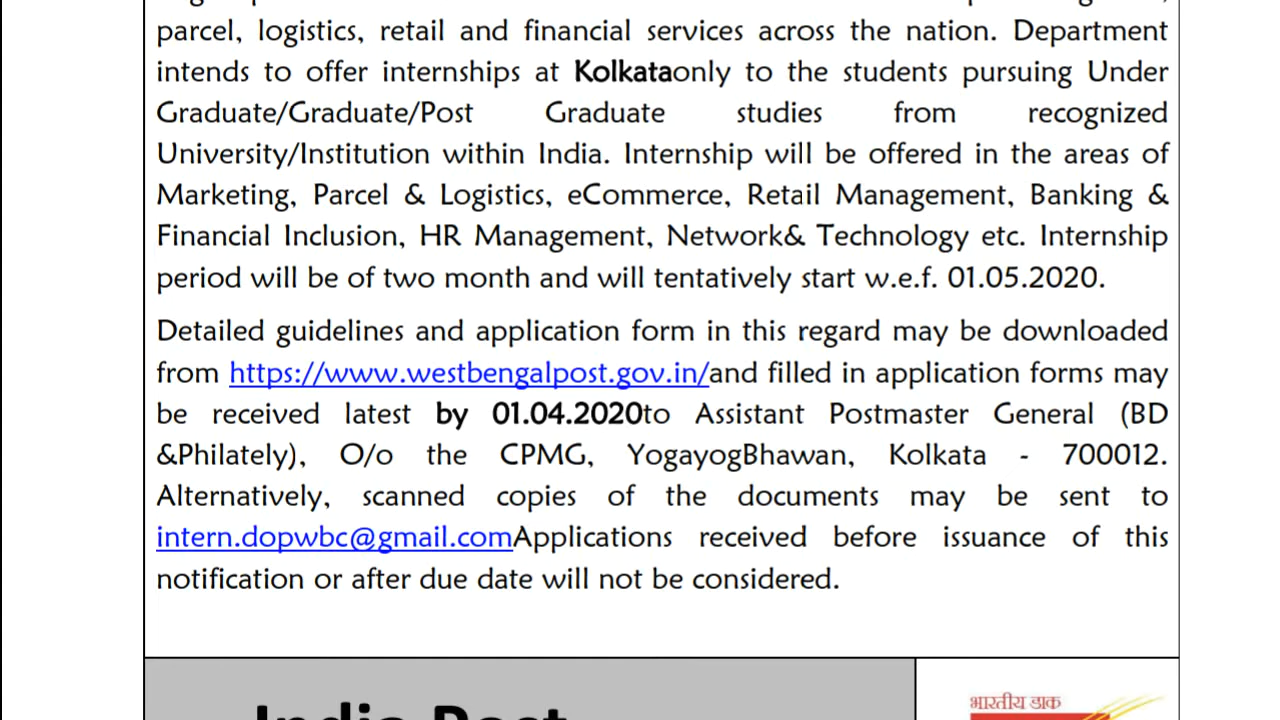 parcel, logistics, retail and financial services across the nation. Department
intends to offer internships at Kolkataonly to the students pursuing Under
Graduate/Graduate/Post Graduate studies from recognized
University/Institution within India. Internship will be offered in the areas of
Marketing, Parcel & Logistics, eCommerce, Retail Management, Banking &
Financial Inclusion, HR Management, Network& Technology etc. Internship
period will be of two month and will tentatively start w.e.f. 01.05.2020.
Detailed guidelines and application form in this regard may be downloaded
from https://www.westbengalpost.gov.in/and filled in application forms may
be received latest by 01.04.2020to Assistant Postmaster General (BD
&Philately), O/o the CPMG, YogayogBhawan, Kolkata - 700012.
Alternatively, scanned copies of the documents may be sent to
intern.dopwbc@gmail.comApplications received before issuance of this
notification or after due date will not be considered.
India Post
भारतीय डाक